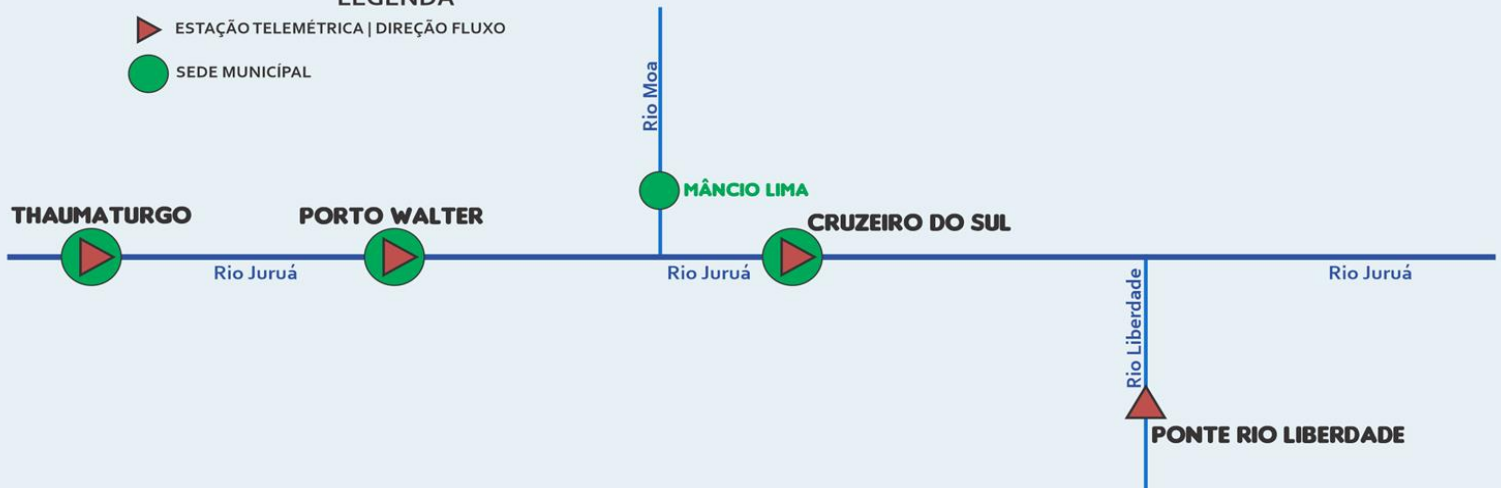 LEGENDA
ESTAÇÃO TELEMÉTRICA | DIREÇÃO FLUXO
SEDE MUNICÍPAL
Rio Moa
MÂNCIO LIMA
THAUMATURGO
PORTO WALTER
CRUZEIRO DO SUL
Rio Juruá
Rio Juruá
Rio Juruá
Rio Liberdade
PONTE RIO LIBERDADE